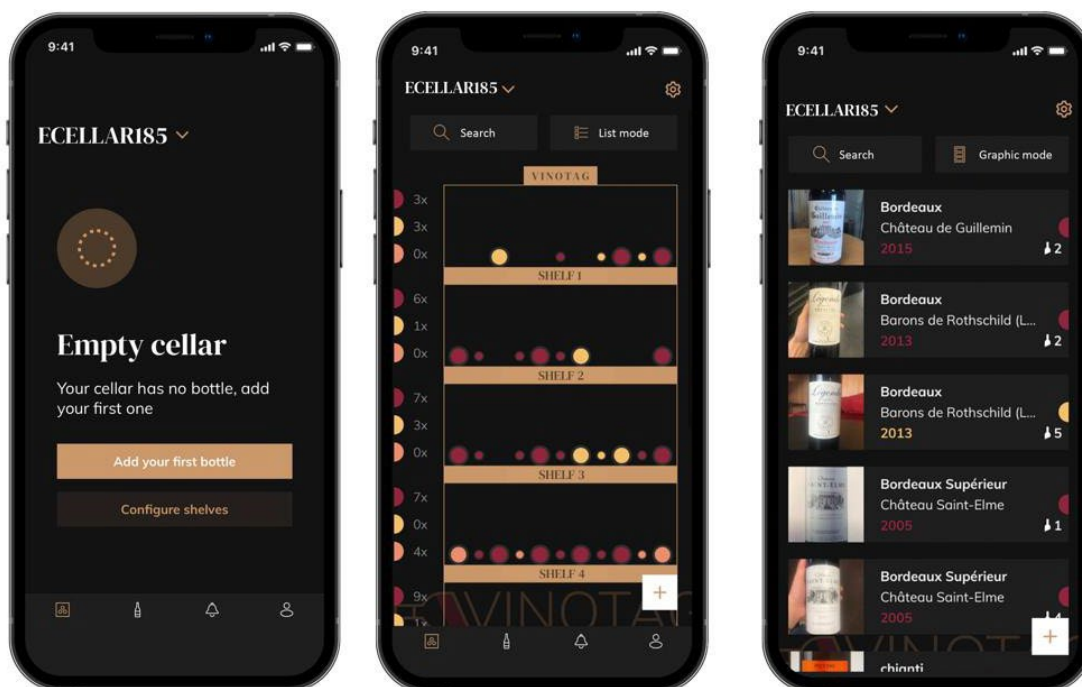 9:41
ECELLAR185
Empty cellar
Your cellar has no bottle, add
your first one
Add your first bottle
Configure shelves
9:41
ECELLAR185
Search
List mode
VINOTAG
3x
3x
0x
SHELF 1
6x
1x
0x
SHELF 2
7x
3x
0x
SHELF 3
7x
0x
4x
SHELF 4
9x
+
VINOTAG
9:41
ECELLAR185
Search
Graphic mode
Bordeaux
Château de Guillemin
2015
2
Bordeaux
Barons de Rothschild (L...
2013
2
Bordeaux
Barons de Rothschild (L...
2013
5
Bordeaux Supérieur
Château Saint-Elme
2005
1
Bordeaux Supérieur
Château Saint-Elme
2005
+
chianti